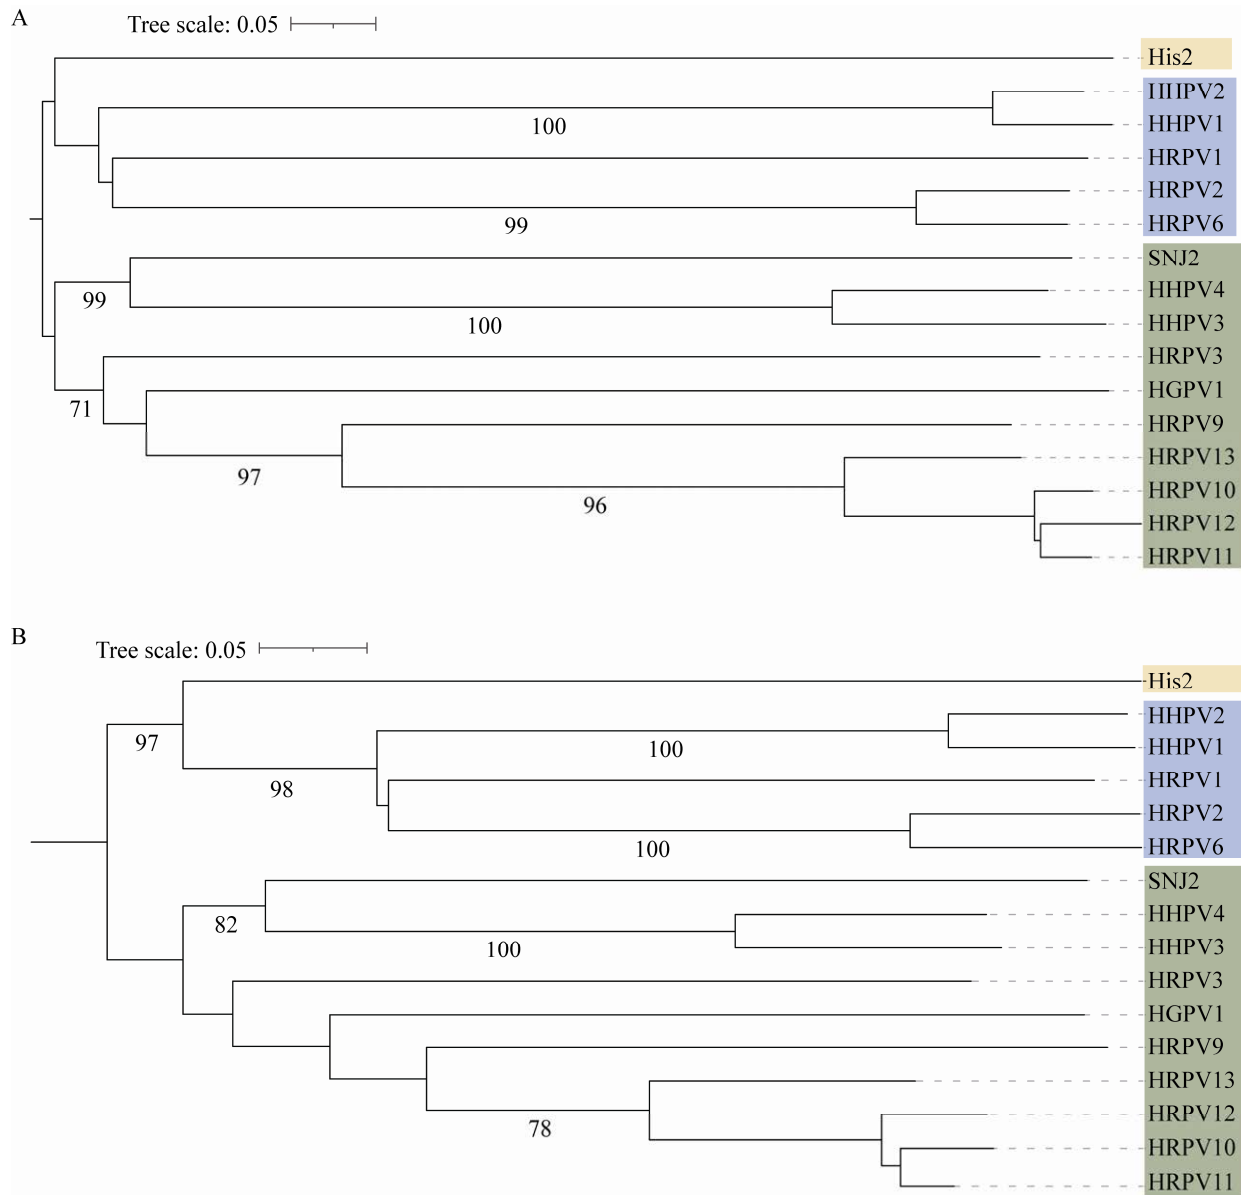 A
Tree scale: 0.05
His2
HHPV2
HHPV1
100
HRPV1
HRPV2
HRPV6
99
SNJ2
HHPV4
99
HHPV3
100
HRPV3
HGPV1
71
HRPV9
HRPV13
97
HRPV10
96
HRPV12
HRPV11
B
Tree scale: 0.05
His2
HHPV2
97
HHPV1
100
HRPV1
98
HRPV2
HRPV6
100
SNJ2
HHPV4
82
HHPV3
100
HRPV3
HGPV1
HRPV9
HRPV13
HRPV12
78
HRPV10
HRPV11